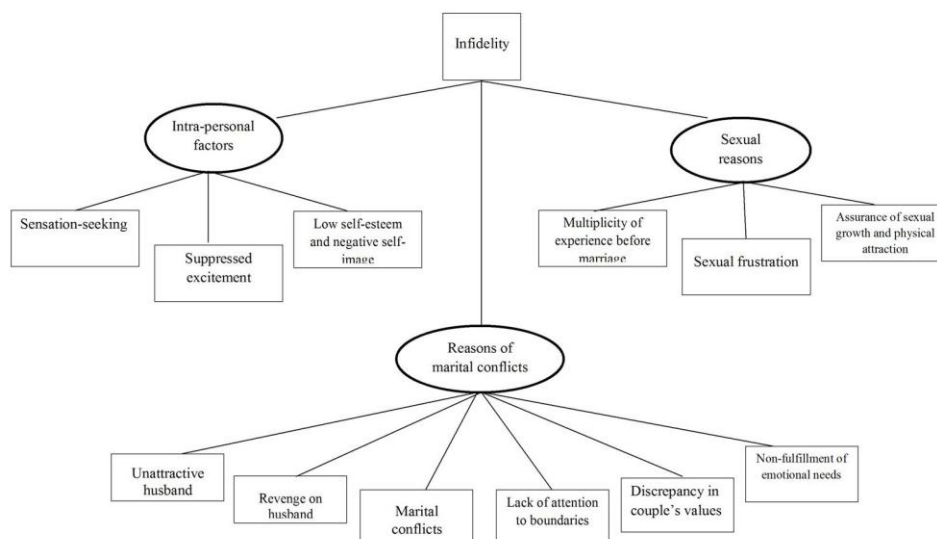 Infidelity
Intra-personal
factors
Sexual
reasons
Sensation-seeking
Suppressed
excitement
Low self-esteem
and negative self-
image
Multiplicity of
experience before
marriage
Sexual frustration
Assurance of sexual
growth and physical
attraction
Reasons of
marital conflicts
Unattractive
husband
Revenge on
husband
Marital
conflicts
Lack of attention
to boundaries
Discrepancy in
couple's values
Non-fulfillment of
emotional needs